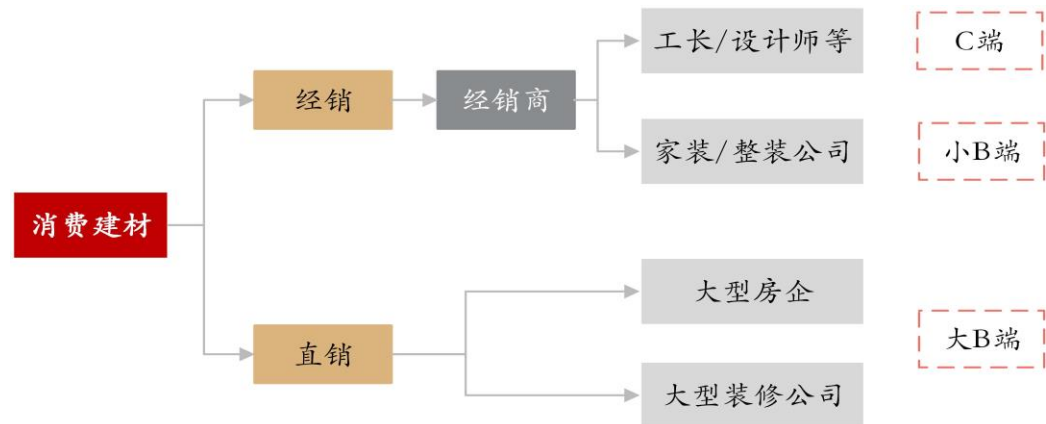 工长/设计师等
C端
经销
经销商
家装/整装公司
小B端
消费建材
大型房企
大B端
直销
大型装修公司